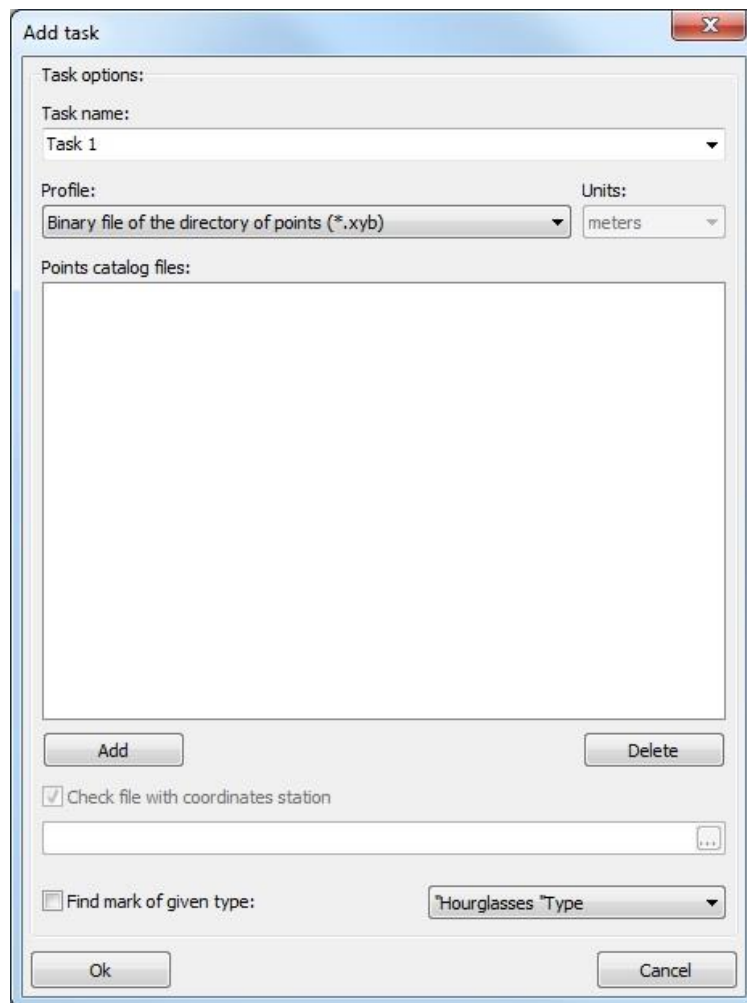 Add task
Task options:
Task name:
Task 1
Profile: Units:
Binary file of the directory of points (*.xyb) meters
Points catalog files:
Add Delete
Check file with coordinates station
...
Find mark of given type: "Hourglasses "Type
Ok Cancel